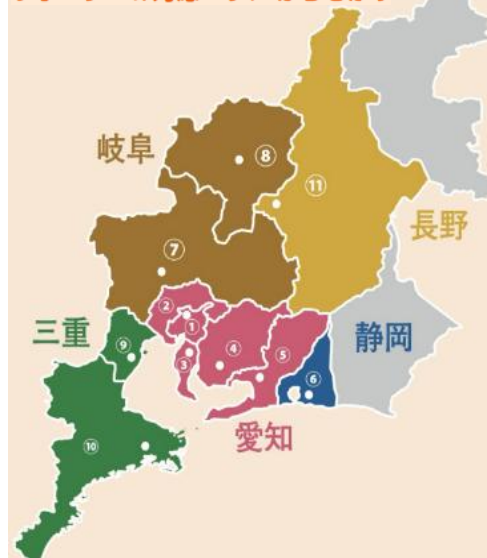 岐阜
⑧
⑪
長野
⑦
②
①
三重
静岡
⑨
③
④
⑤
⑥
愛知
⑩